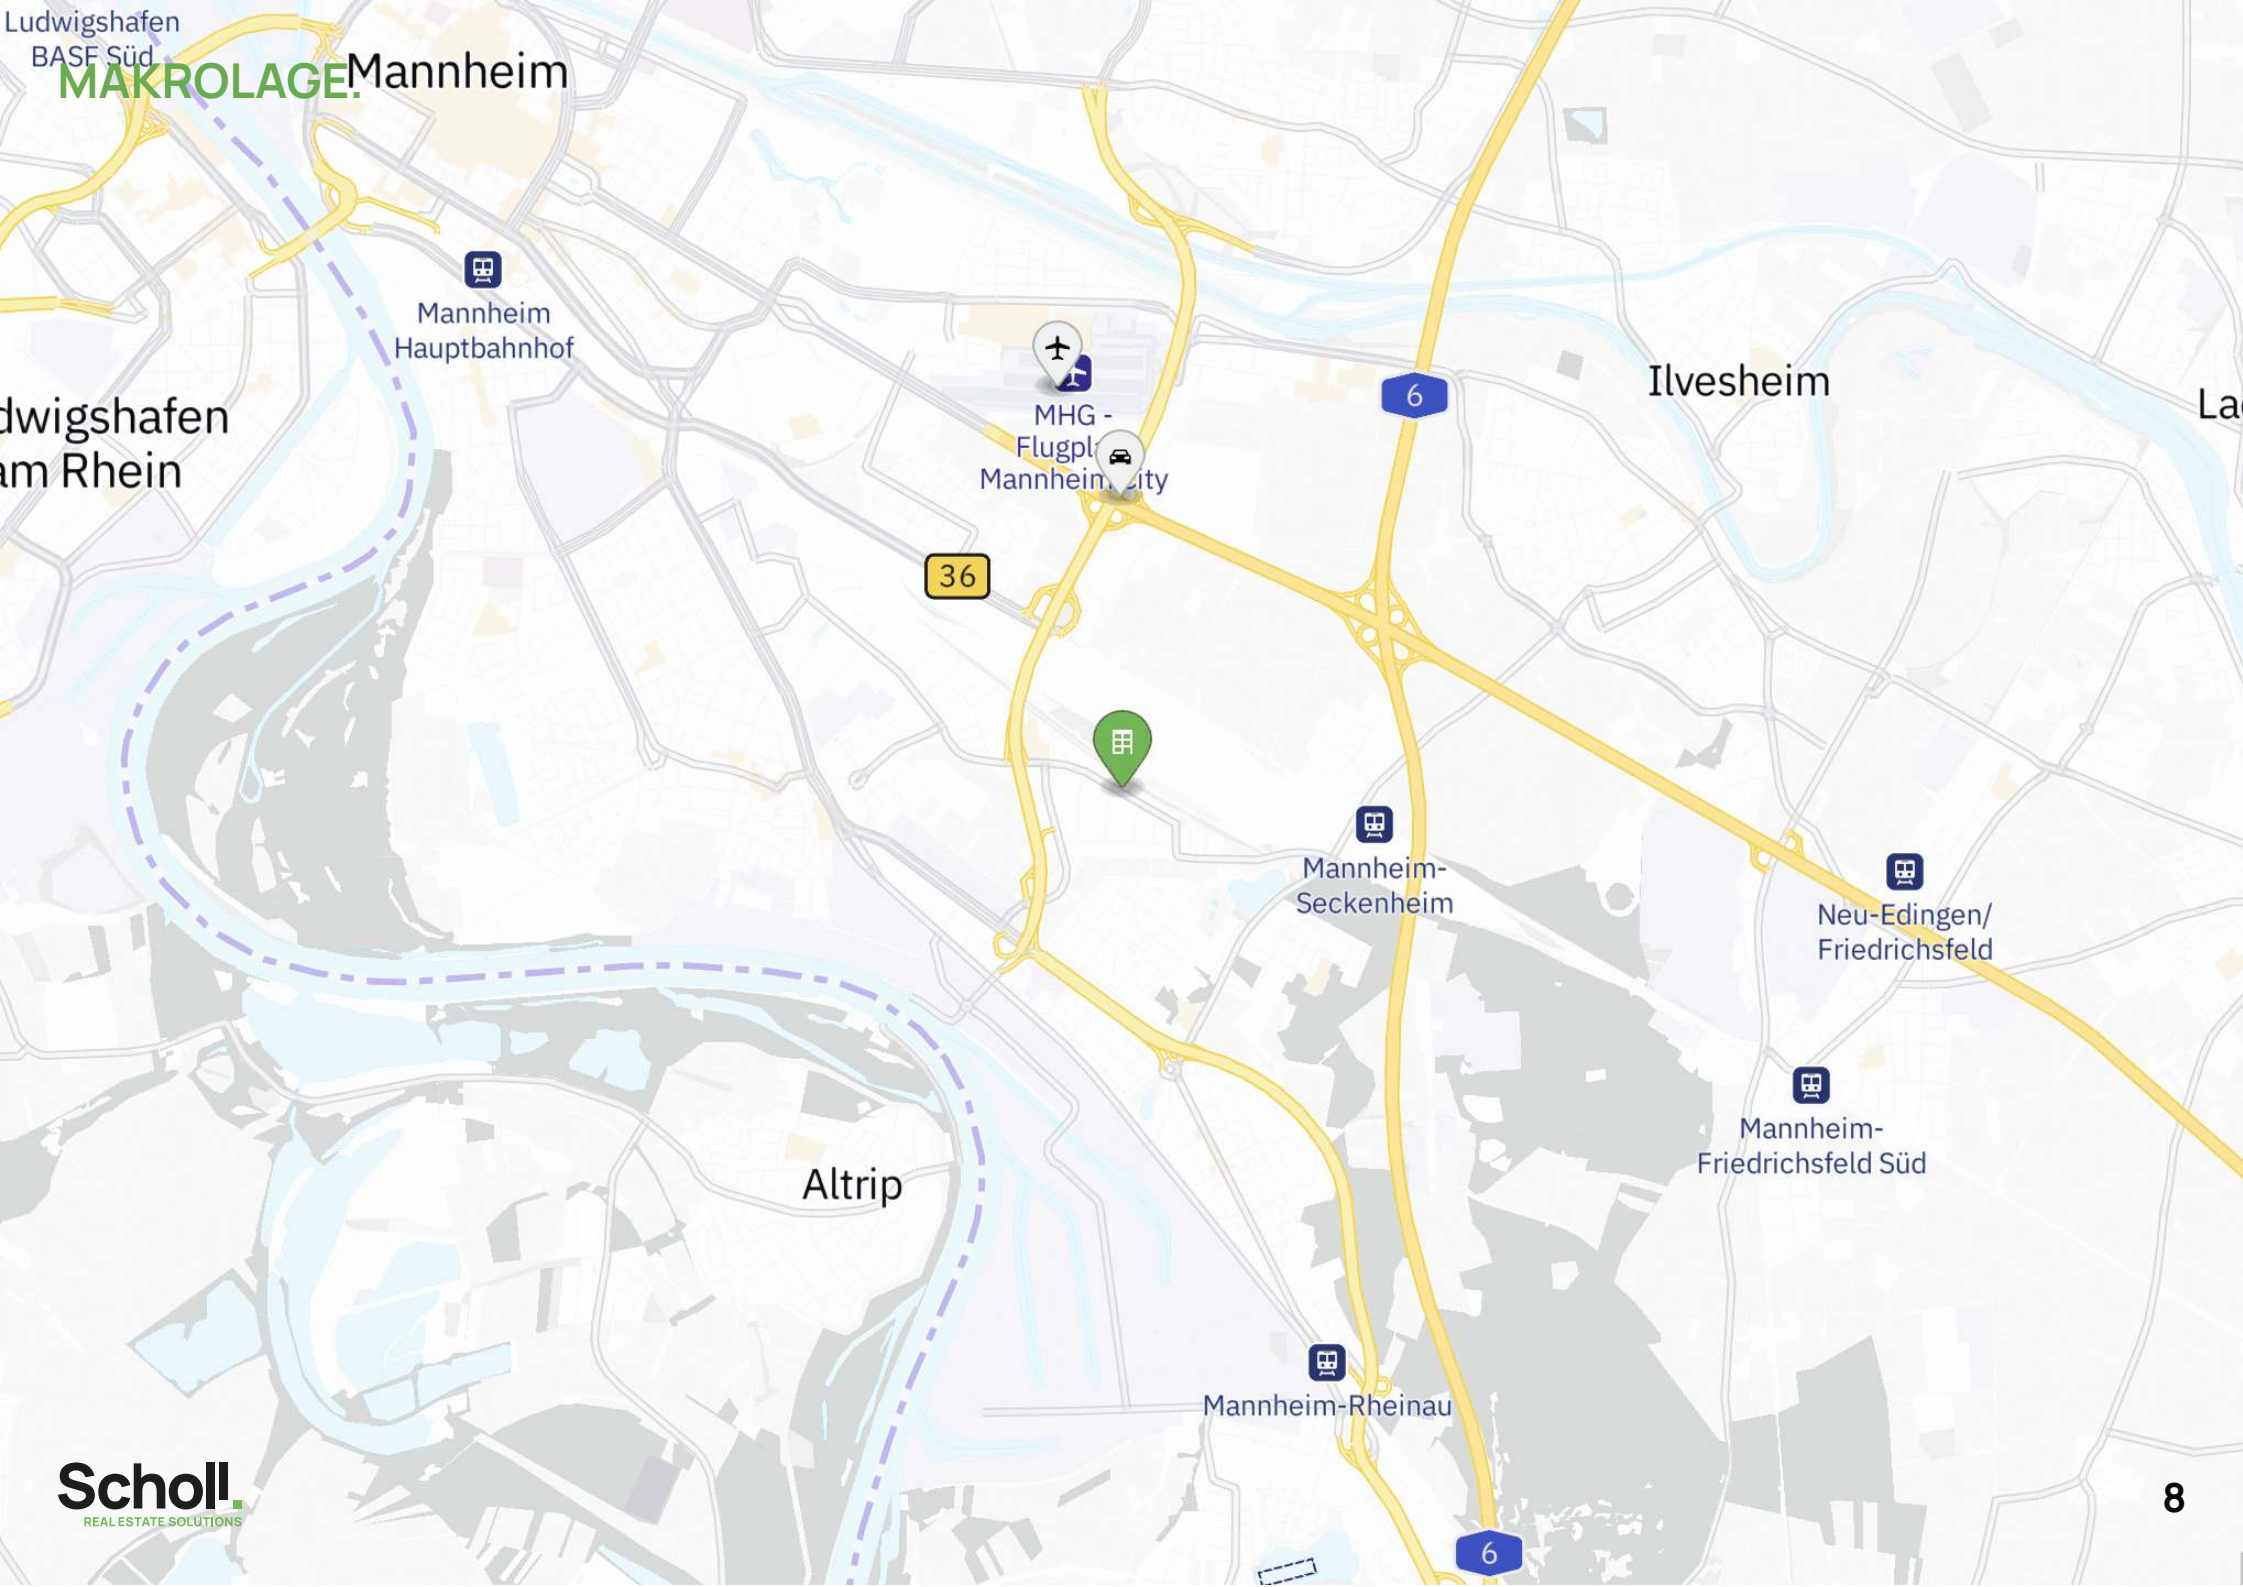 Ludwigshafen
BASF Süd
MAKROLAGE.
Mannheim
Mannheim
Hauptbahnhof
dwigshafen
am Rhein
MHG -
Flugpl
Mannheim ity
6
Ilvesheim
La
36
Mannheim-
Seckenheim
Neu-Edingen/
Friedrichsfeld
Mannheim-
Friedrichsfeld Süd
Altrip
Mannheim-Rheinau
6
Scholl.
REAL ESTATE SOLUTIONS
8